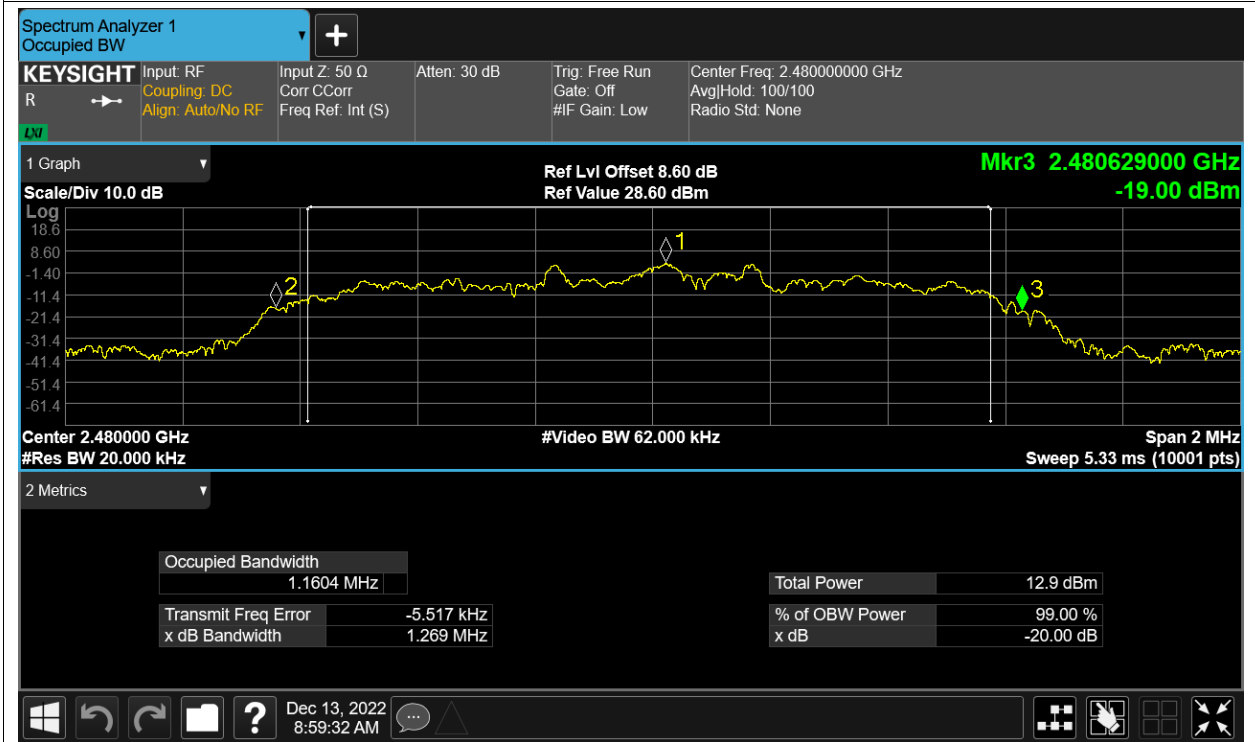 Spectrum Analyzer 1
Occupied BW
KEYSIGHT
R
LXI
Input: RF
Coupling: DC
Align: Auto/No RF
Input Z: 50 Ω
Corr CCorr
Freq Ref: Int (S)
Atten: 30 dB
Trig: Free Run
Gate: Off
#IF Gain: Low
Center Freq: 2.480000000 GHz
Avg|Hold: 100/100
Radio Std: None
1 Graph
Scale/Div 10.0 dB
Ref Lvl Offset 8.60 dB
Ref Value 28.60 dBm
Mkr3 2.480629000 GHz
-19.00 dBm
Log
18.6
8.60
-1.40
-11.4
-21.4
-31.4
-41.4
-51.4
-61.4
1
2
3
Center 2.480000 GHz
#Video BW 62.000 kHz
Span 2 MHz
#Res BW 20.000 kHz
Sweep 5.33 ms (10001 pts)
2 Metrics
Occupied Bandwidth
1.1604 MHz
Transmit Freq Error -5.517 kHz
x dB Bandwidth 1.269 MHz
Total Power 12.9 dBm
% of OBW Power 99.00 %
x dB -20.00 dB
?
Dec 13, 2022
8:59:32 AM